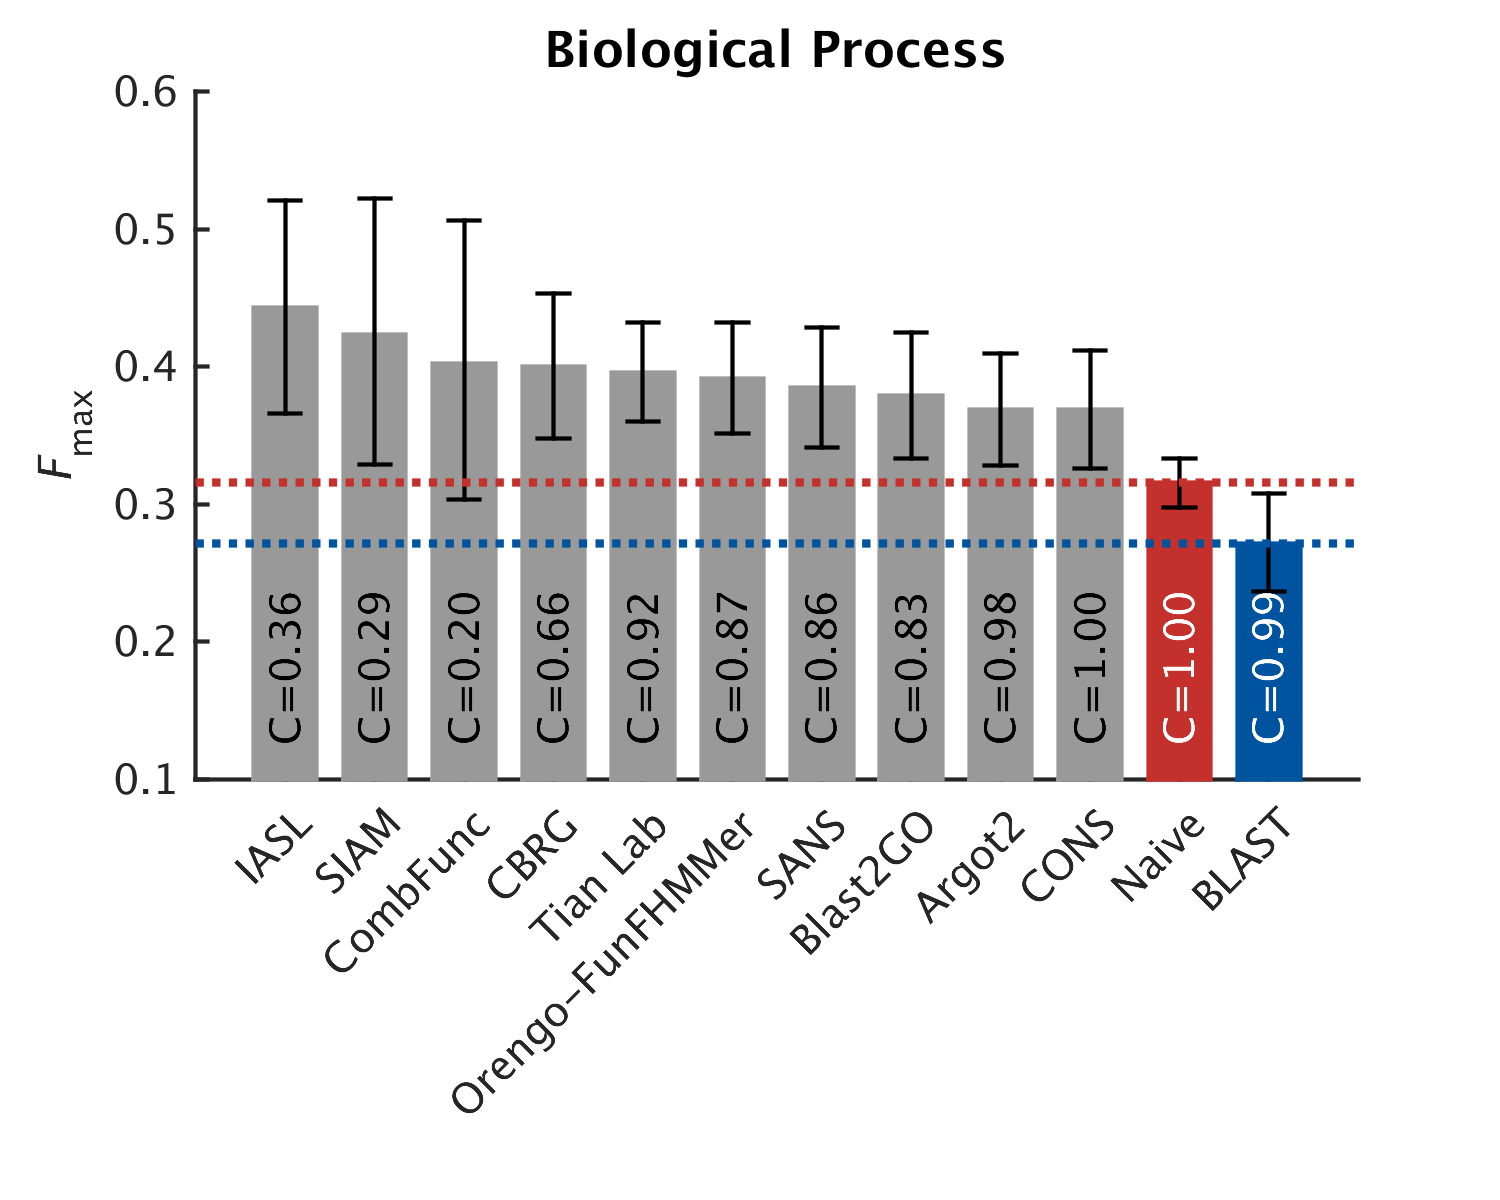 Biological Process
0.6
0.5
0.4
0.3
0.2
0.1
Fmax
C=0.36
C=0.29
C=0.20
C=0.66
C=0.92
C=0.87
C=0.86
C=0.83
C=0.98
C=1.00
C=1.00
C=0.99
IASL
SIAM
CombFunc
CBRG
Tian Lab
Orengo-FunFHMMer
SANS
Blast2GO
Argot2
CONS
Naive
BLAST